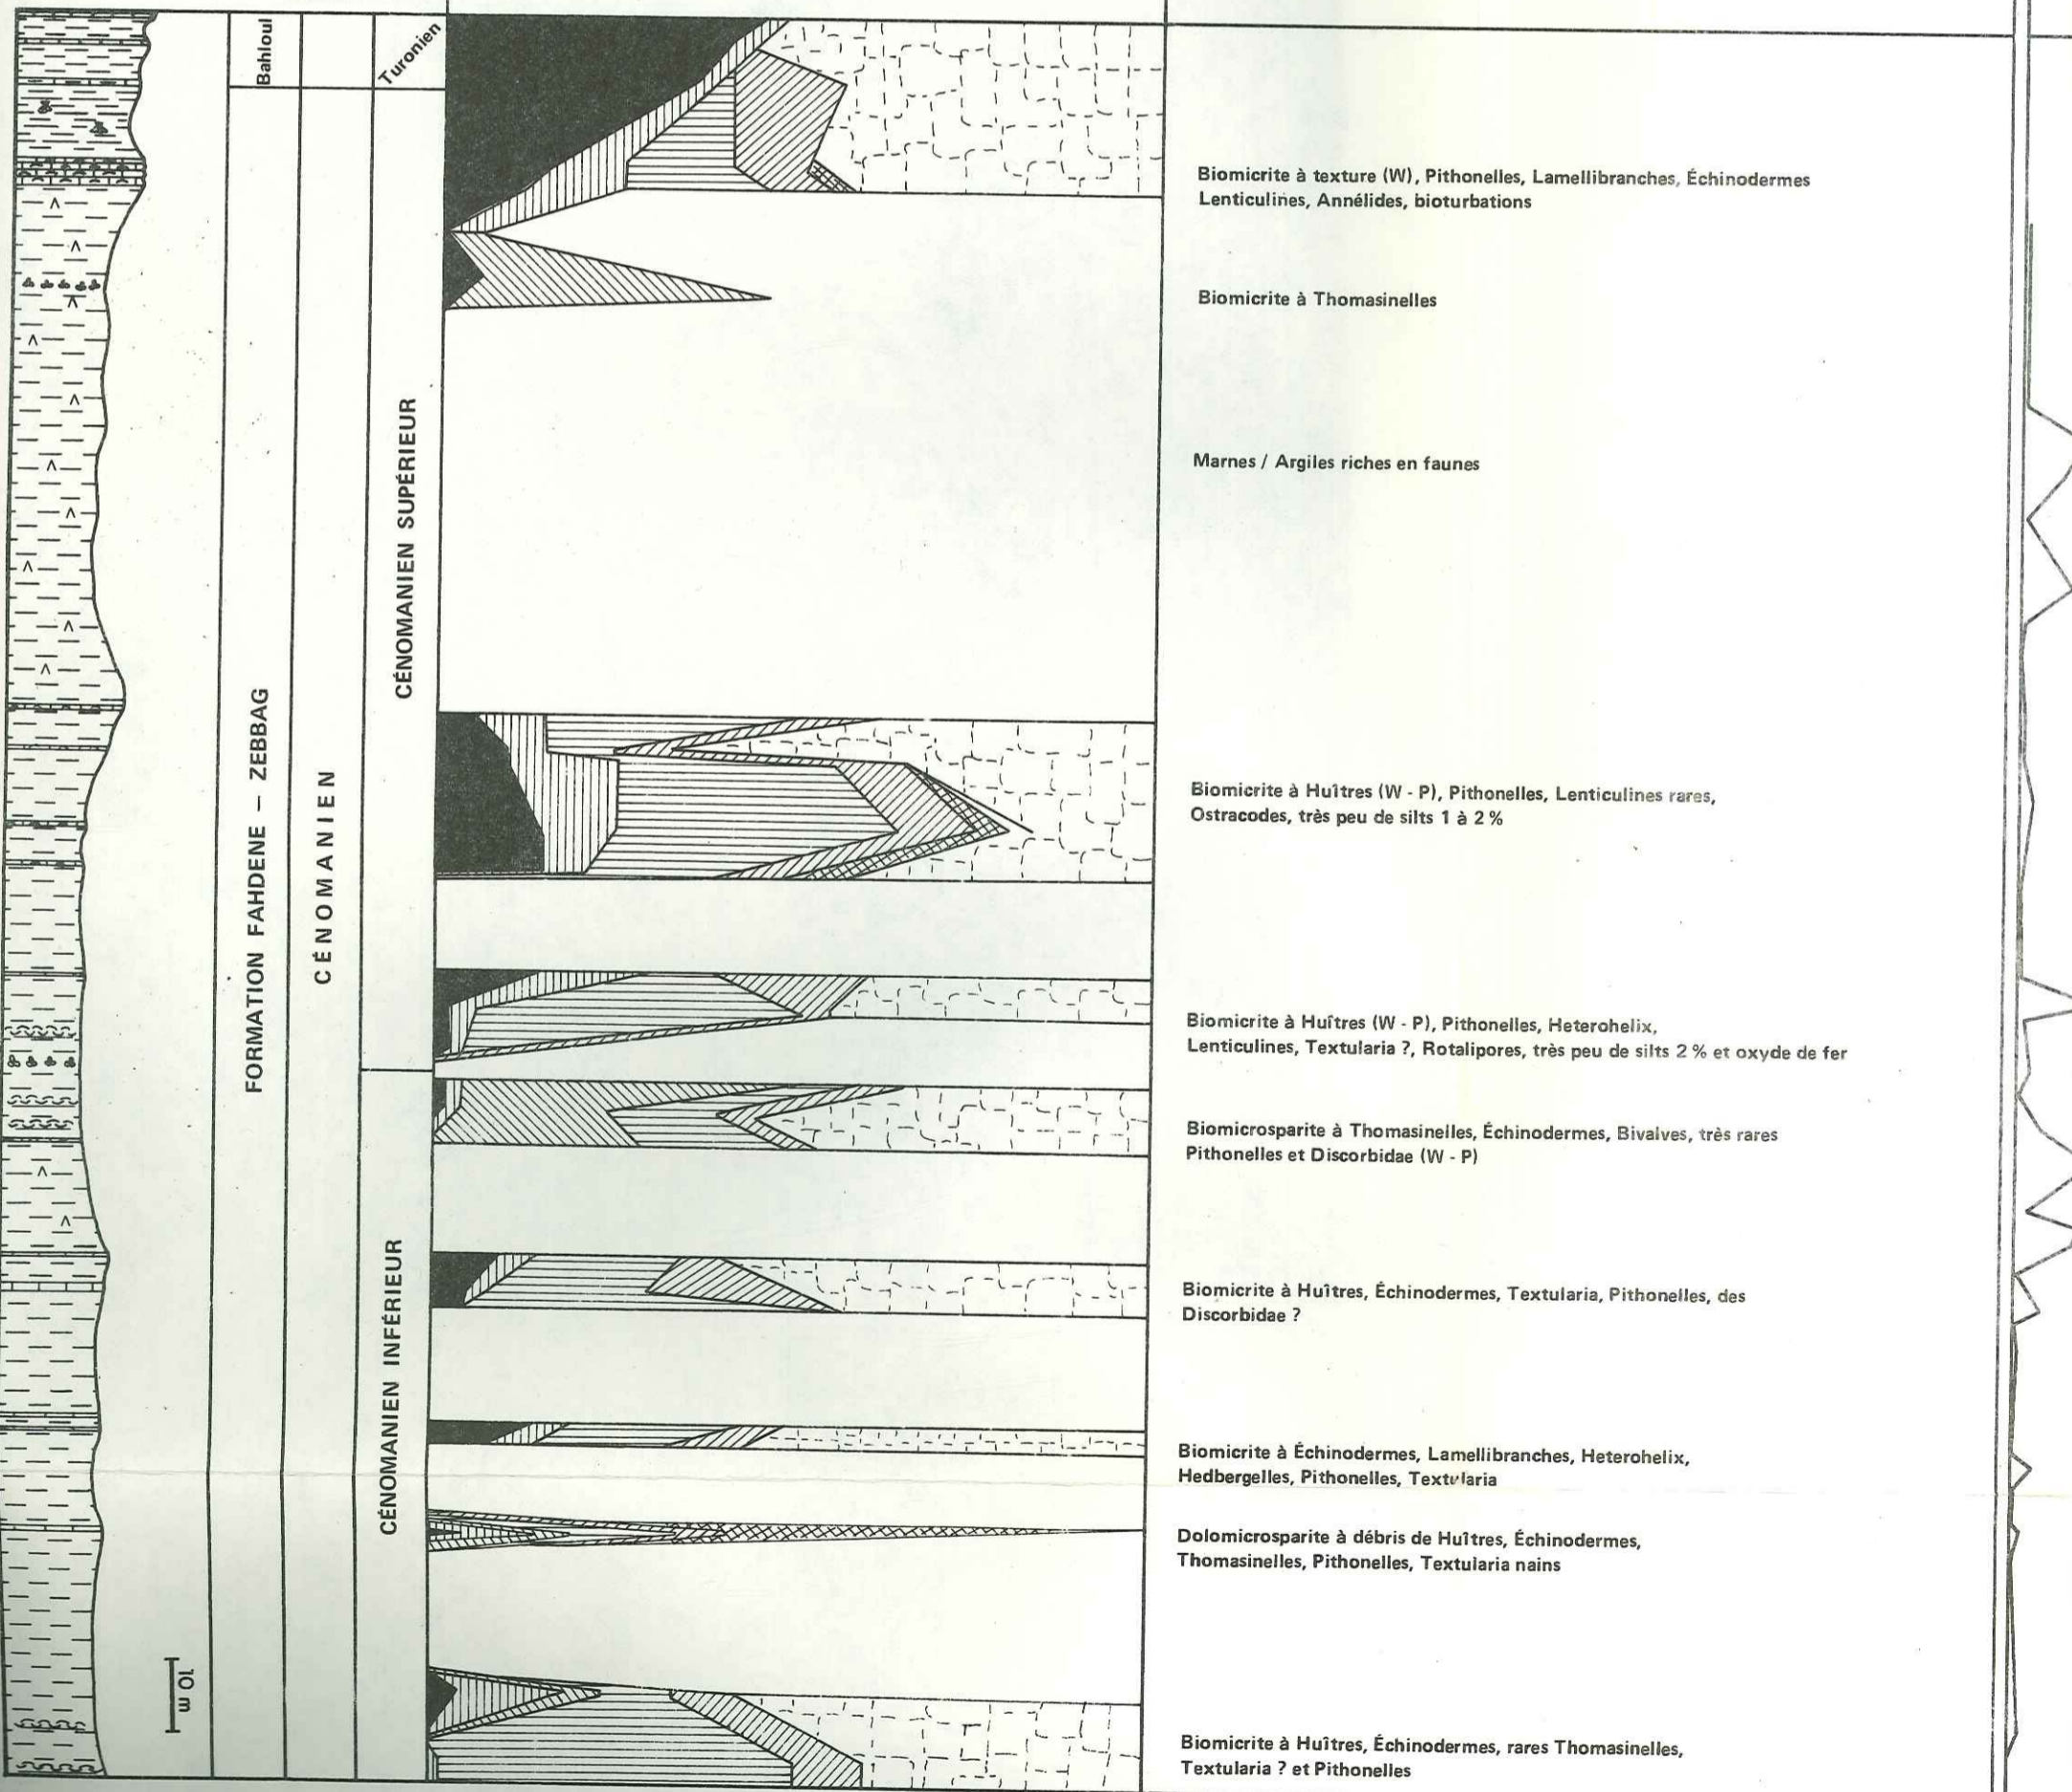 Bahloul
Turonien
FORMATION FAHDENE – ZEBBAG
CÉNOMANIEN
CÉNOMANIEN SUPÉRIEUR
CÉNOMANIEN INFÉRIEUR
10 m
Biomicrite à texture (W), Pithonelles, Lamellibranches, Échinodermes
Lenticulines, Annélides, bioturbations
Biomicrite à Thomasinelles
Marnes / Argiles riches en faunes
Biomicrite à Huîtres (W - P), Pithonelles, Lenticulines rares,
Ostracodes, très peu de silts 1 à 2 %
Biomicrite à Huîtres (W - P), Pithonelles, Heterohelix,
Lenticulines, Textularia ?, Rotalipores, très peu de silts 2 % et oxyde de fer
Biomicrosparite à Thomasinelles, Échinodermes, Bivalves, très rares
Pithonelles et Discorbidae (W - P)
Biomicrite à Huîtres, Échinodermes, Textularia, Pithonelles, des
Discorbidae ?
Biomicrite à Échinodermes, Lamellibranches, Heterohelix,
Hedbergelles, Pithonelles, Textularia
Dolomicrosparite à débris de Huîtres, Échinodermes,
Thomasinelles, Pithonelles, Textularia nains
Biomicrite à Huîtres, Échinodermes, rares Thomasinelles,
Textularia ? et Pithonelles